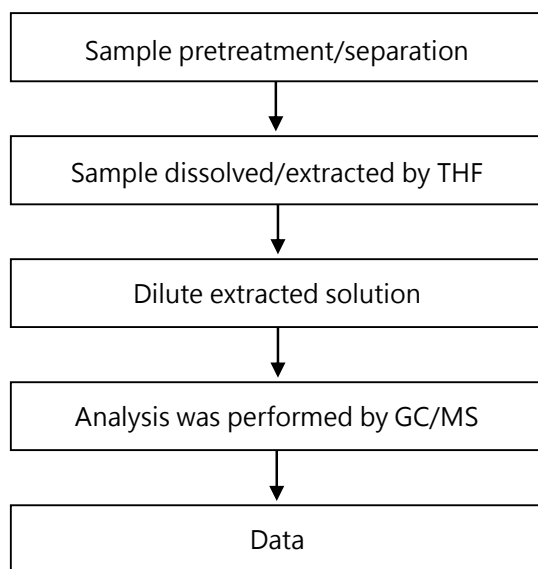 Sample pretreatment/separation
Sample dissolved/extracted by THF
Dilute extracted solution
Analysis was performed by GC/MS
Data